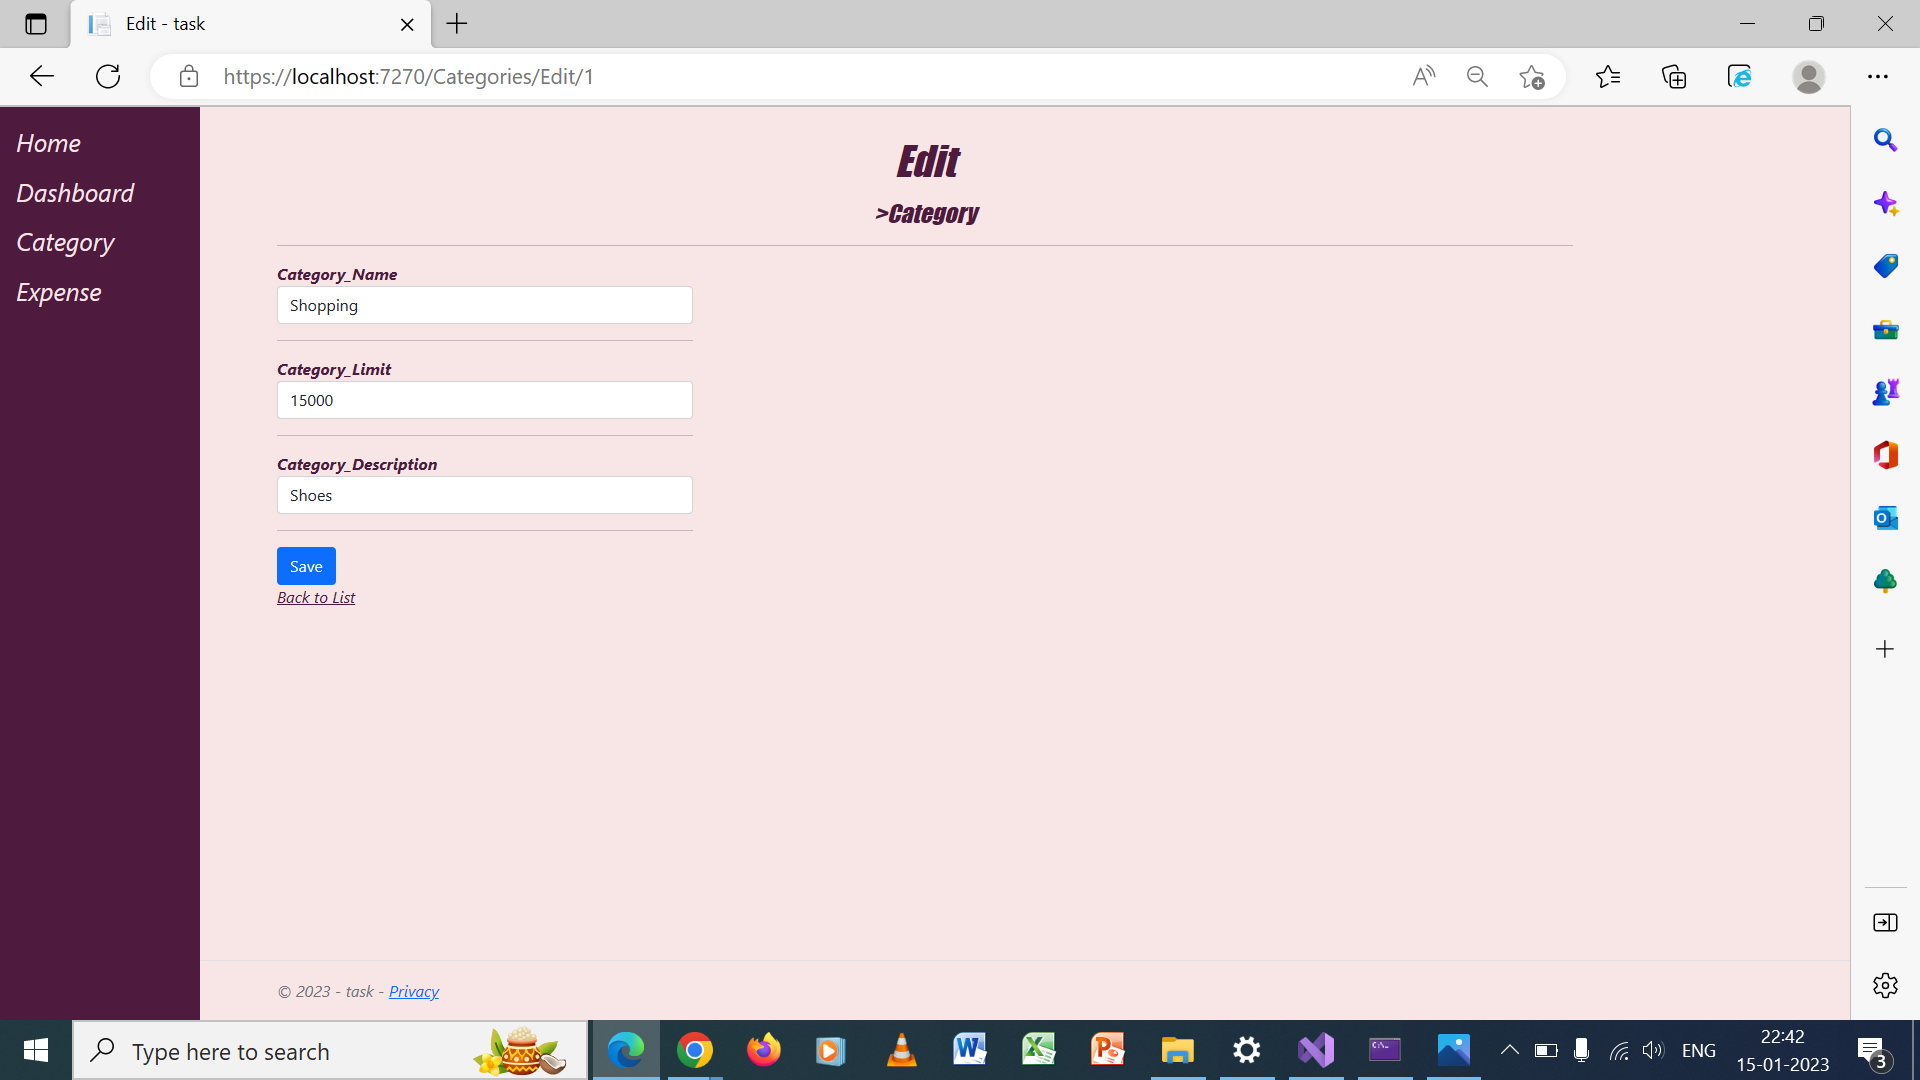 Edit - task
https://localhost:7270/Categories/Edit/1
Home
Dashboard
Category
Expense
Edit
>Category
Category_Name
Shopping
Category_Limit
15000
Category_Description
Shoes
Save
Back to List
© 2023 - task - Privacy
Type here to search
ENG
22:42
15-01-2023
3